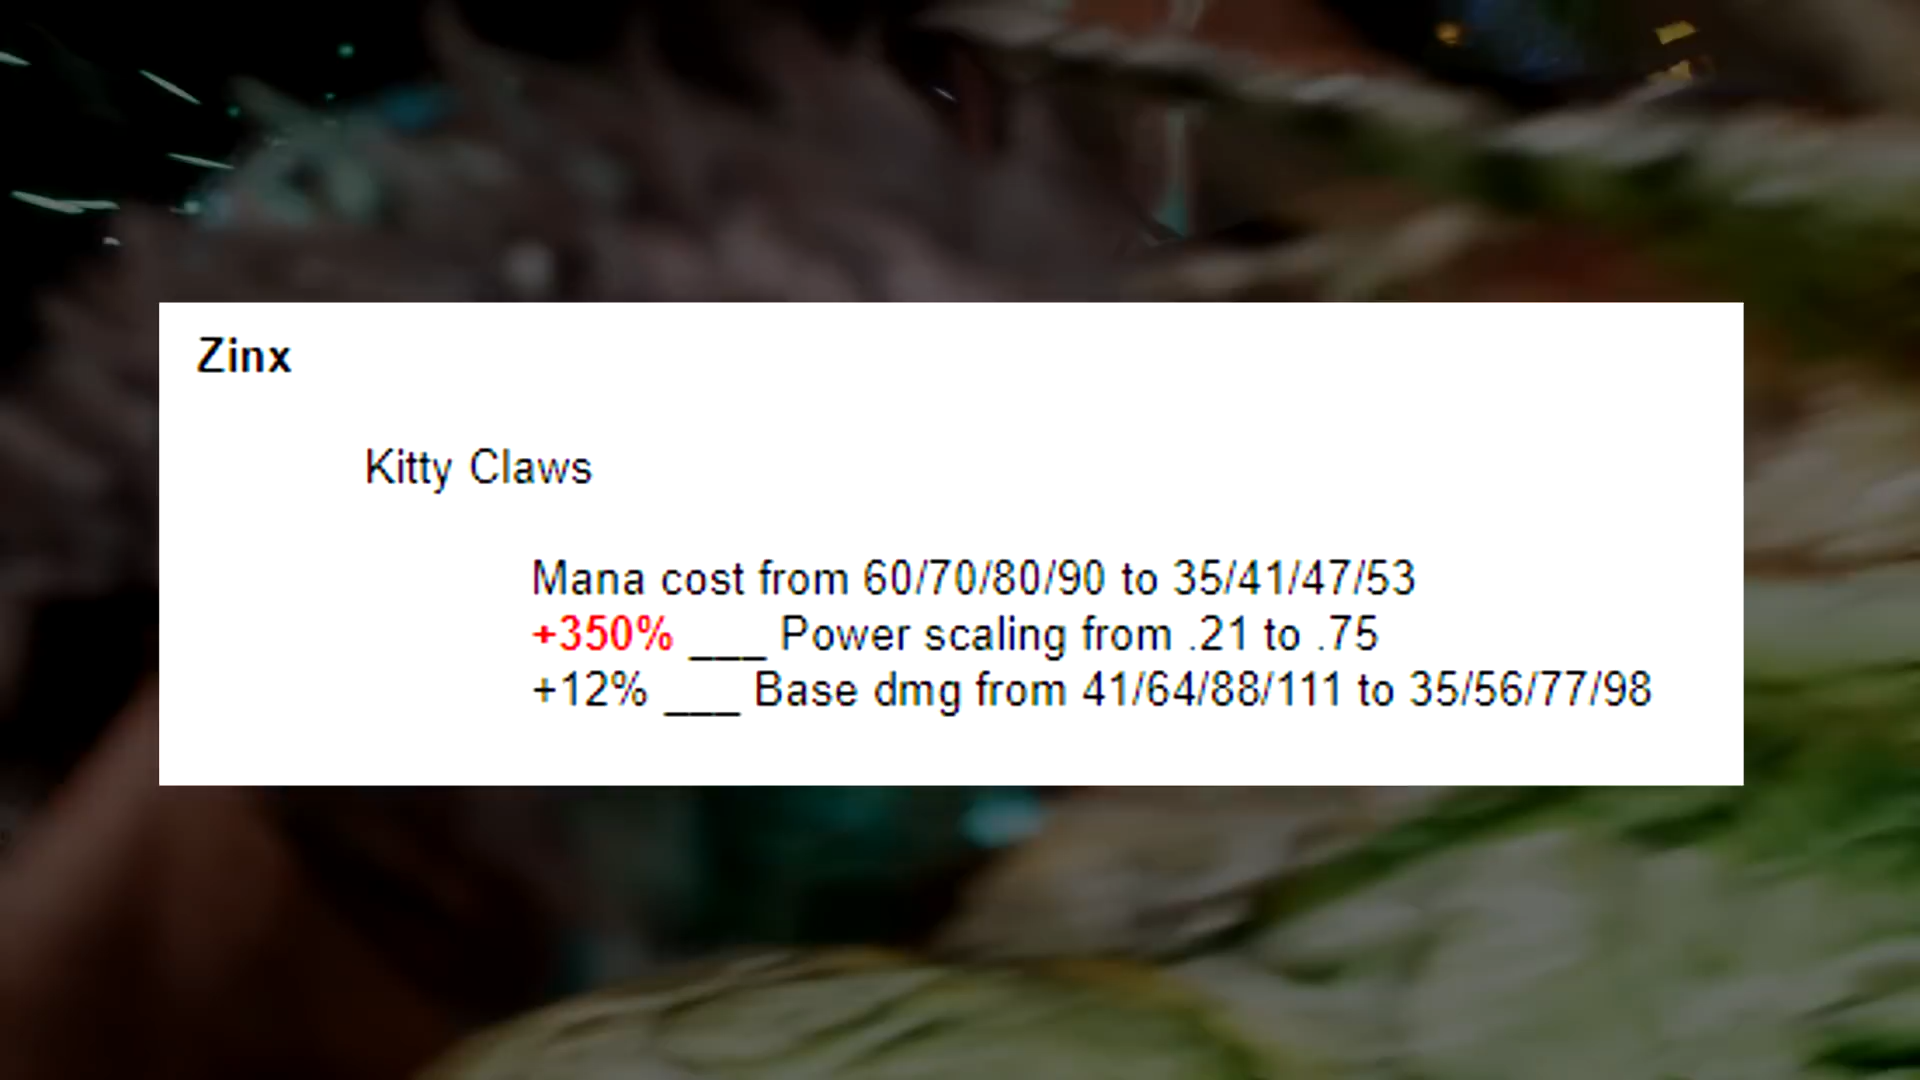 Zinx
Kitty Claws
Mana cost from 60/70/80/90 to 35/41/47/53
+350% ___ Power scaling from .21 to .75
+12% ___ Base dmg from 41/64/88/111 to 35/56/77/98